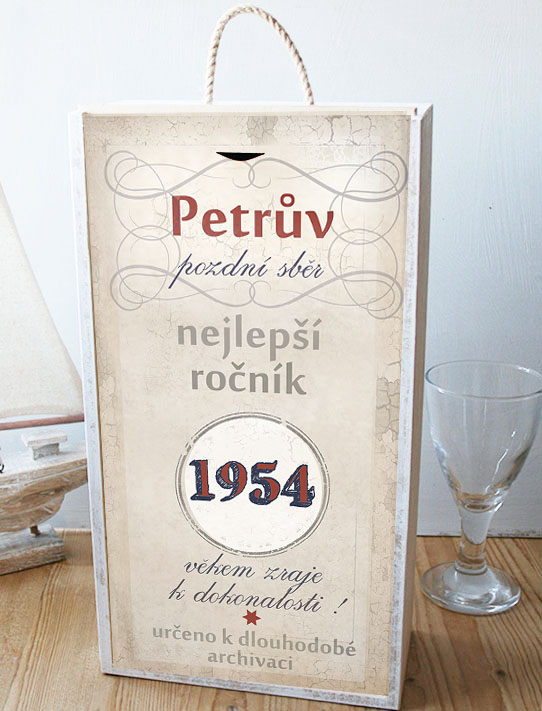 Petrův
pozdní sběr
nejlepší
ročník
1954
věkem zraje
k dokonalosti !
určeno k dlouhodobé
archivaci